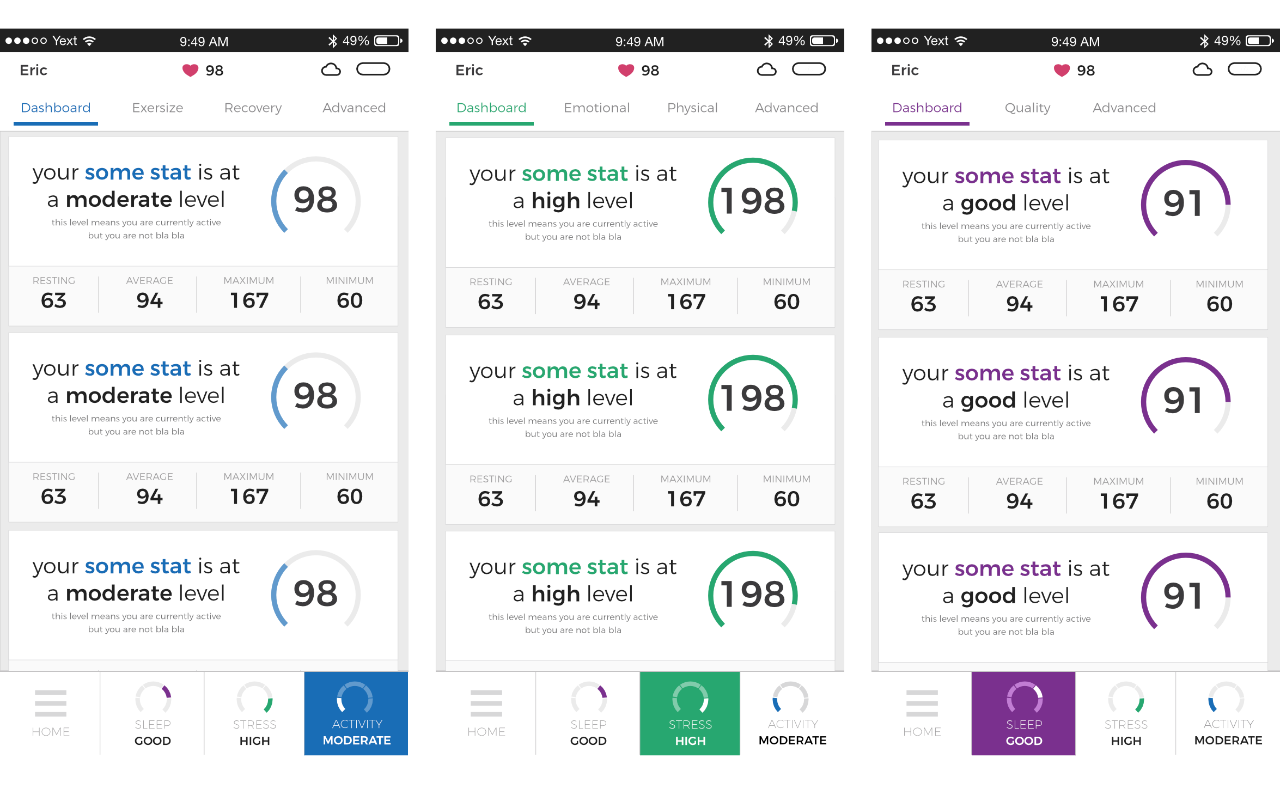 Yext 9:49 AM 49%
Eric 98
Dashboard Exersize Recovery Advanced
your some stat is at
a moderate level
this level means you are currently active
but you are not bla bla
98
RESTING AVERAGE MAXIMUM MINIMUM
63 94 167 60
your some stat is at
a moderate level
this level means you are currently active
but you are not bla bla
98
RESTING AVERAGE MAXIMUM MINIMUM
63 94 167 60
your some stat is at
a moderate level
this level means you are currently active
but you are not bla bla
98
HOME SLEEP STRESS ACTIVITY
GOOD HIGH MODERATE
Yext 9:49 AM 49%
Eric 98
Dashboard Emotional Physical Advanced
your some stat is at
a high level
this level means you are currently active
but you are not bla bla
198
RESTING AVERAGE MAXIMUM MINIMUM
63 94 167 60
your some stat is at
a high level
this level means you are currently active
but you are not bla bla
198
RESTING AVERAGE MAXIMUM MINIMUM
63 94 167 60
your some stat is at
a high level
this level means you are currently active
but you are not bla bla
198
HOME SLEEP STRESS ACTIVITY
GOOD HIGH MODERATE
Yext 9:49 AM 49%
Eric 98
Dashboard Quality Advanced
your some stat is at
a good level
this level means you are currently active
but you are not bla bla
91
RESTING AVERAGE MAXIMUM MINIMUM
63 94 167 60
your some stat is at
a good level
this level means you are currently active
but you are not bla bla
91
RESTING AVERAGE MAXIMUM MINIMUM
63 94 167 60
your some stat is at
a good level
this level means you are currently active
but you are not bla bla
91
HOME SLEEP STRESS ACTIVITY
GOOD HIGH MODERATE